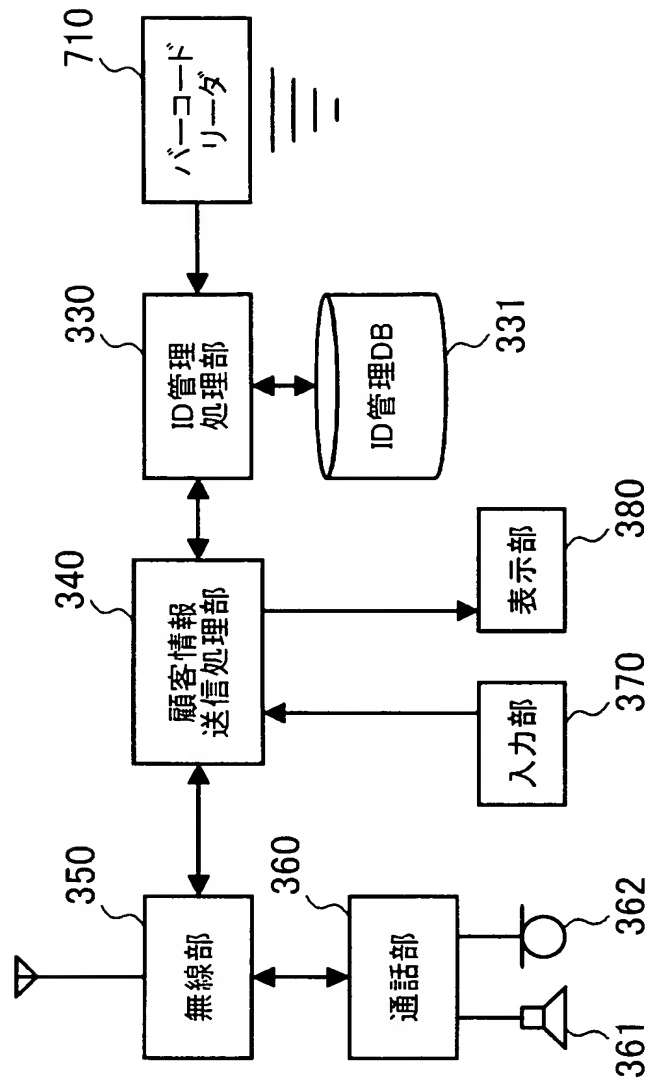 350
無線部
340
顧客情報
送信処理部
330
ID管理
処理部
710
バーコード
リーダ
360
通話部
361
362
入力部
370
表示部
380
ID管理DB
331